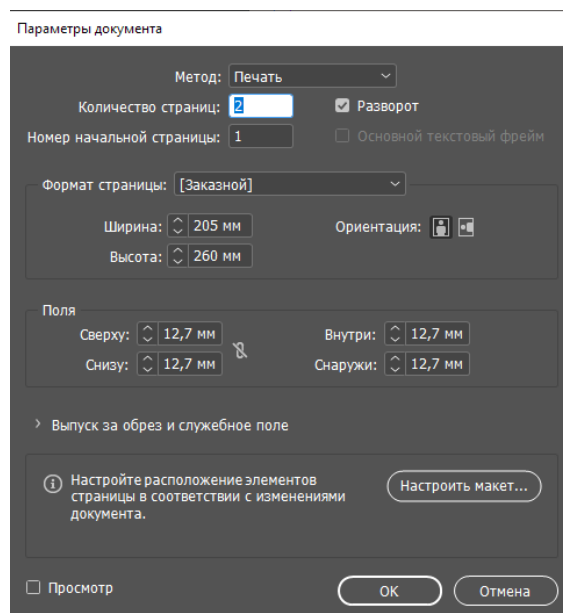 Параметры документа
Метод: Печать
Количество страниц: 2 Разворот
Номер начальной страницы: 1 Основной текстовый фрейм
Формат страницы: [Заказной]
Ширина: 205 мм Ориентация:
Высота: 260 мм
Поля
Сверху: 12,7 мм Внутри: 12,7 мм
Снизу: 12,7 мм Снаружи: 12,7 мм
Выпуск за обрез и служебное поле
Настройте расположение элементов
страницы в соответствии с изменениями
документа.
Настроить макет...
Просмотр ОК Отмена